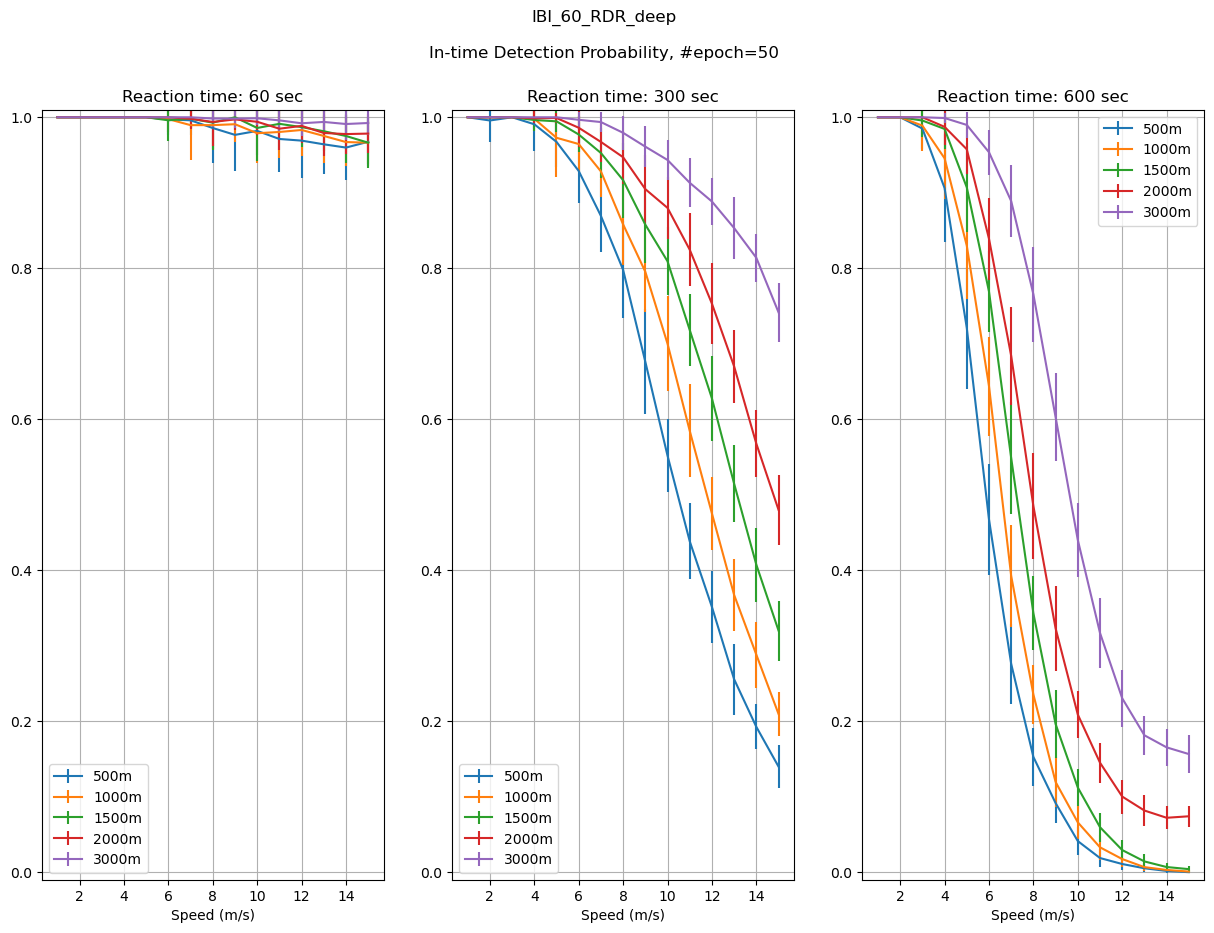 IBI_60_RDR_deep
In-time Detection Probability, #epoch=50
Reaction time: 60 sec
1.0
0.8
0.6
0.4
0.2
0.0
500m
1000m
1500m
2000m
3000m
2 4 6 8 10 12 14
Speed (m/s)
Reaction time: 300 sec
1.0
0.8
0.6
0.4
0.2
0.0
500m
1000m
1500m
2000m
3000m
2 4 6 8 10 12 14
Speed (m/s)
Reaction time: 600 sec
500m
1000m
1500m
2000m
3000m
1.0
0.8
0.6
0.4
0.2
0.0
2 4 6 8 10 12 14
Speed (m/s)